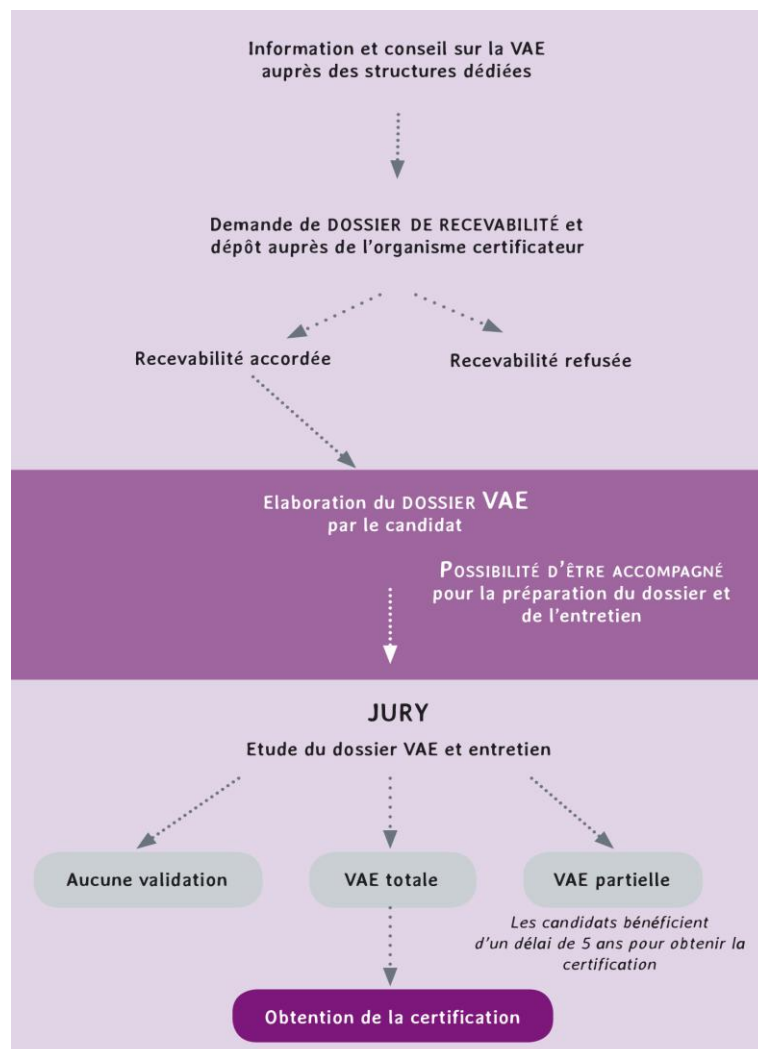 Information et conseil sur la VAE
auprès des structures dédiées
Demande de DOSSIER DE RECEVABILITÉ et
dépôt auprès de l'organisme certificateur
Recevabilité accordée
Recevabilité refusée
Elaboration du DOSSIER VAE
par le candidat
POSSIBILITÉ D'ÊTRE ACCOMPAGNÉ
pour la préparation du dossier et
de l'entretien
JURY
Etude du dossier VAE et entretien
Aucune validation
VAE totale
VAE partielle
Les candidats bénéficient
d'un délai de 5 ans pour obtenir la
certification
Obtention de la certification